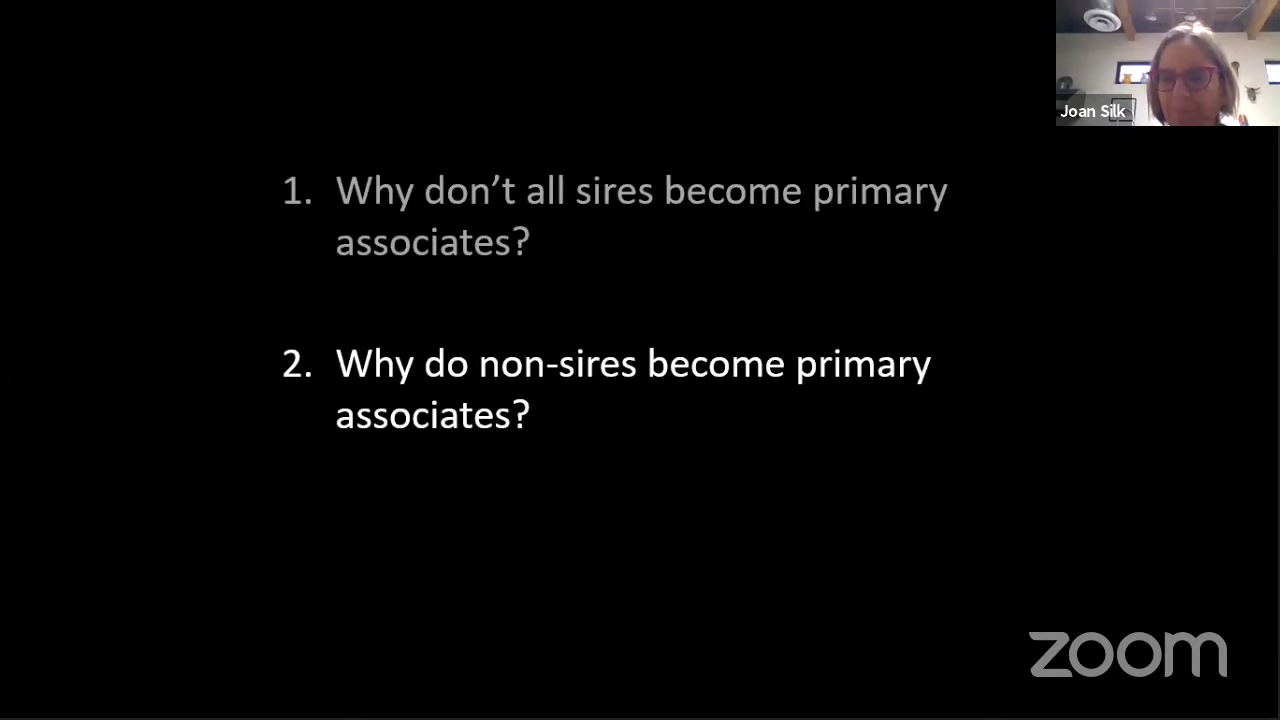 Joan Silk
1. Why don’t all sires become primary
associates?
2. Why do non-sires become primary
associates?
zoom